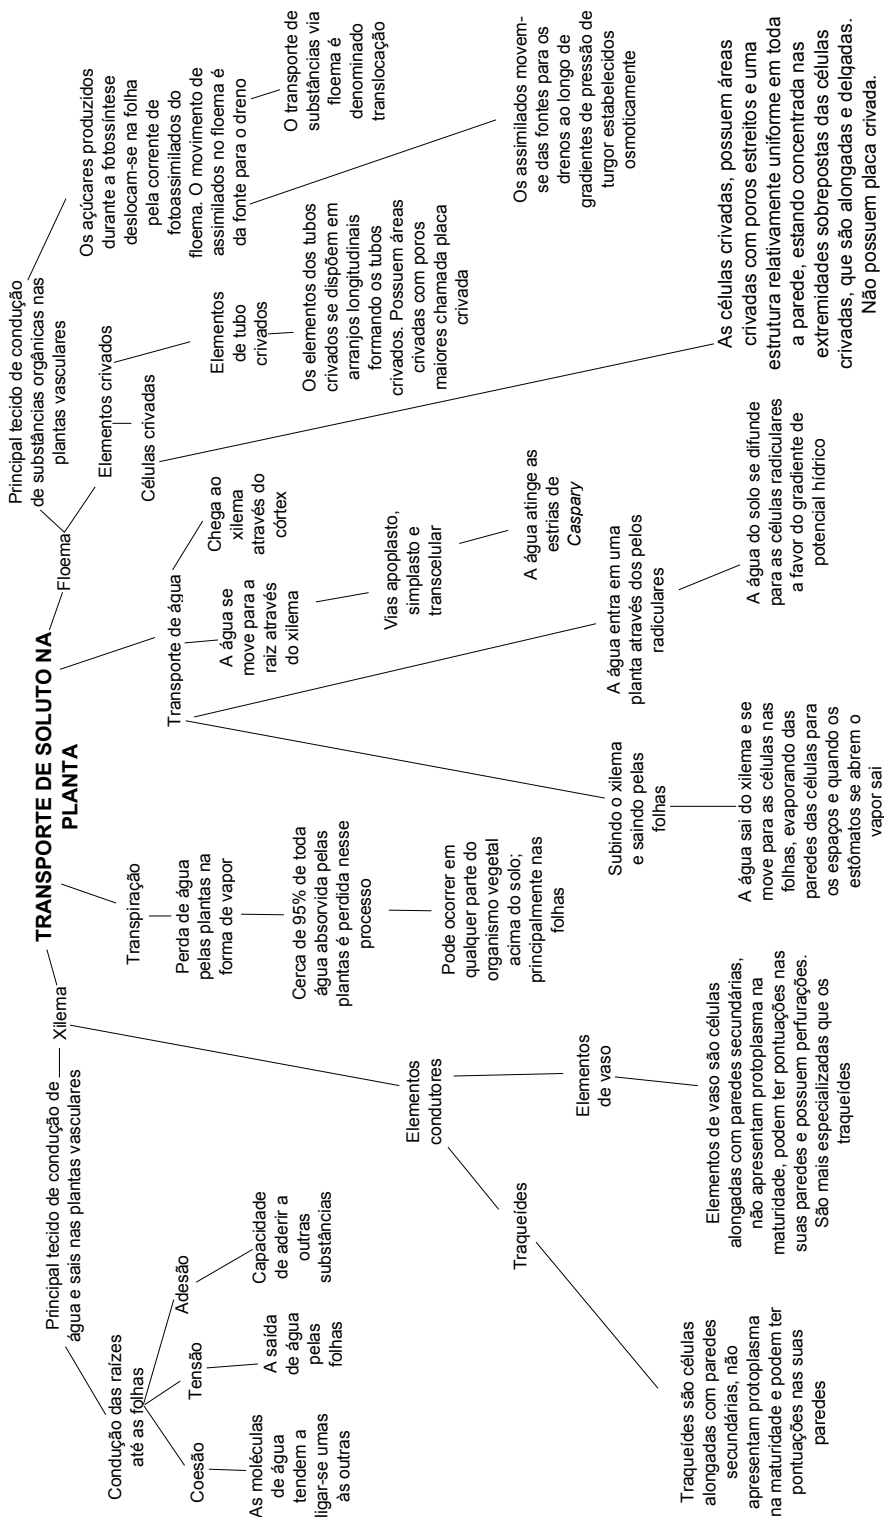 TRANSPORTE DE SOLUTO NA
PLANTA
Xilema
Principal tecido de condução de
água e sais nas plantas vasculares
Condução das raízes
até as folhas
Coesão
As moléculas
de água
tendem a
ligar-se umas
às outras
Tensão
A saída
de água
pelas
folhas
Adesão
Capacidade
de aderir a
outras
substâncias
Elementos
condutores
Traqueídes
Traqueídes são células
alongadas com paredes
secundárias, não
apresentam protoplasma
na maturidade e podem ter
pontuações nas suas
paredes
Elementos
de vaso
Elementos de vaso são células
alongadas com paredes secundárias,
não apresentam protoplasma na
maturidade, podem ter pontuações nas
suas paredes e possuem perfurações.
São mais especializadas que os
traqueídes
Transpiração
Perda de água
pelas plantas na
forma de vapor
Cerca de 95% de toda
água absorvida pelas
plantas é perdida nesse
processo
Pode ocorrer em
qualquer parte do
organismo vegetal
acima do solo;
principalmente nas
folhas
Transporte de água
Subindo o xilema
e saindo pelas
folhas
A água sai do xilema e se
move para as células nas
folhas, evaporando das
paredes das células para
os espaços e quando os
estômatos se abrem o
vapor sai
A água entra em uma
planta através dos pelos
radiculares
A água do solo se difunde
para as células radiculares
a favor do gradiente de
potencial hídrico
A água se
move para a
raiz através
do xilema
Vias apoplasto,
simplasto e
transcelular
A água atinge as
estrias de
Caspary
Chega ao
xilema
através do
córtex
Floema
Principal tecido de condução
de substâncias orgânicas nas
plantas vasculares
Os açúcares produzidos
durante a fotossíntese
deslocam-se na folha
pela corrente de
fotoassimilados do
floema. O movimento de
assimilados no floema é
da fonte para o dreno
O transporte de
substâncias via
floema é
denominado
translocação
Os assimilados movem-
se das fontes para os
drenos ao longo de
gradientes de pressão de
turgor estabelecidos
osmoticamente
Elementos crivados
Células crivadas
As células crivadas, possuem áreas
crivadas com poros estreitos e uma
estrutura relativamente uniforme em toda
a parede, estando concentrada nas
extremidades sobrepostas das células
crivadas, que são alongadas e delgadas.
Não possuem placa crivada.
Elementos
de tubo
crivados
Os elementos dos tubos
crivados se dispõem em
arranjos longitudinais
formando os tubos
crivados. Possuem áreas
crivadas com poros
maiores chamada placa
crivada